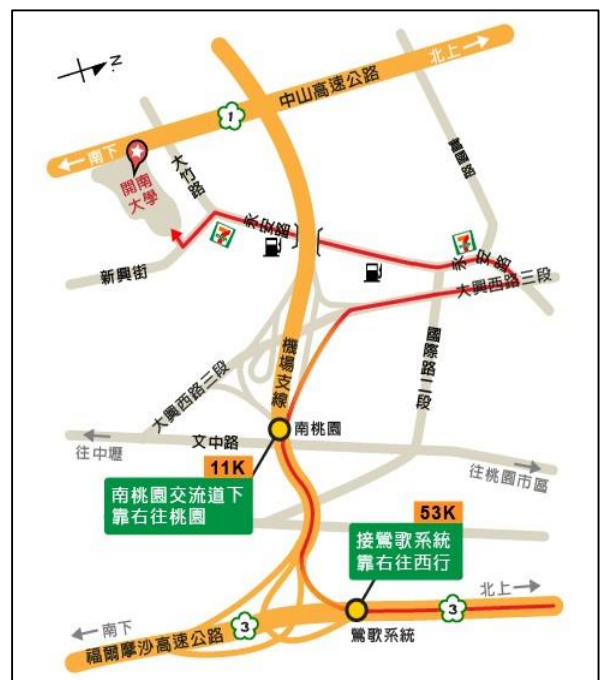 N
北上
中山高速公路
1
南下
開南
大學
大竹路
國際路
永安路
7
新興街
永安路
7
大興西路三段
機場支線
國際路二段
大興西路三段
南桃園
文中路
往中壢
往桃園市區
11K
南桃園交流道下
靠右往桃園
53K
接鶯歌系統
靠右往西行
北上
3
南下
3
鶯歌系統
福爾摩沙高速公路